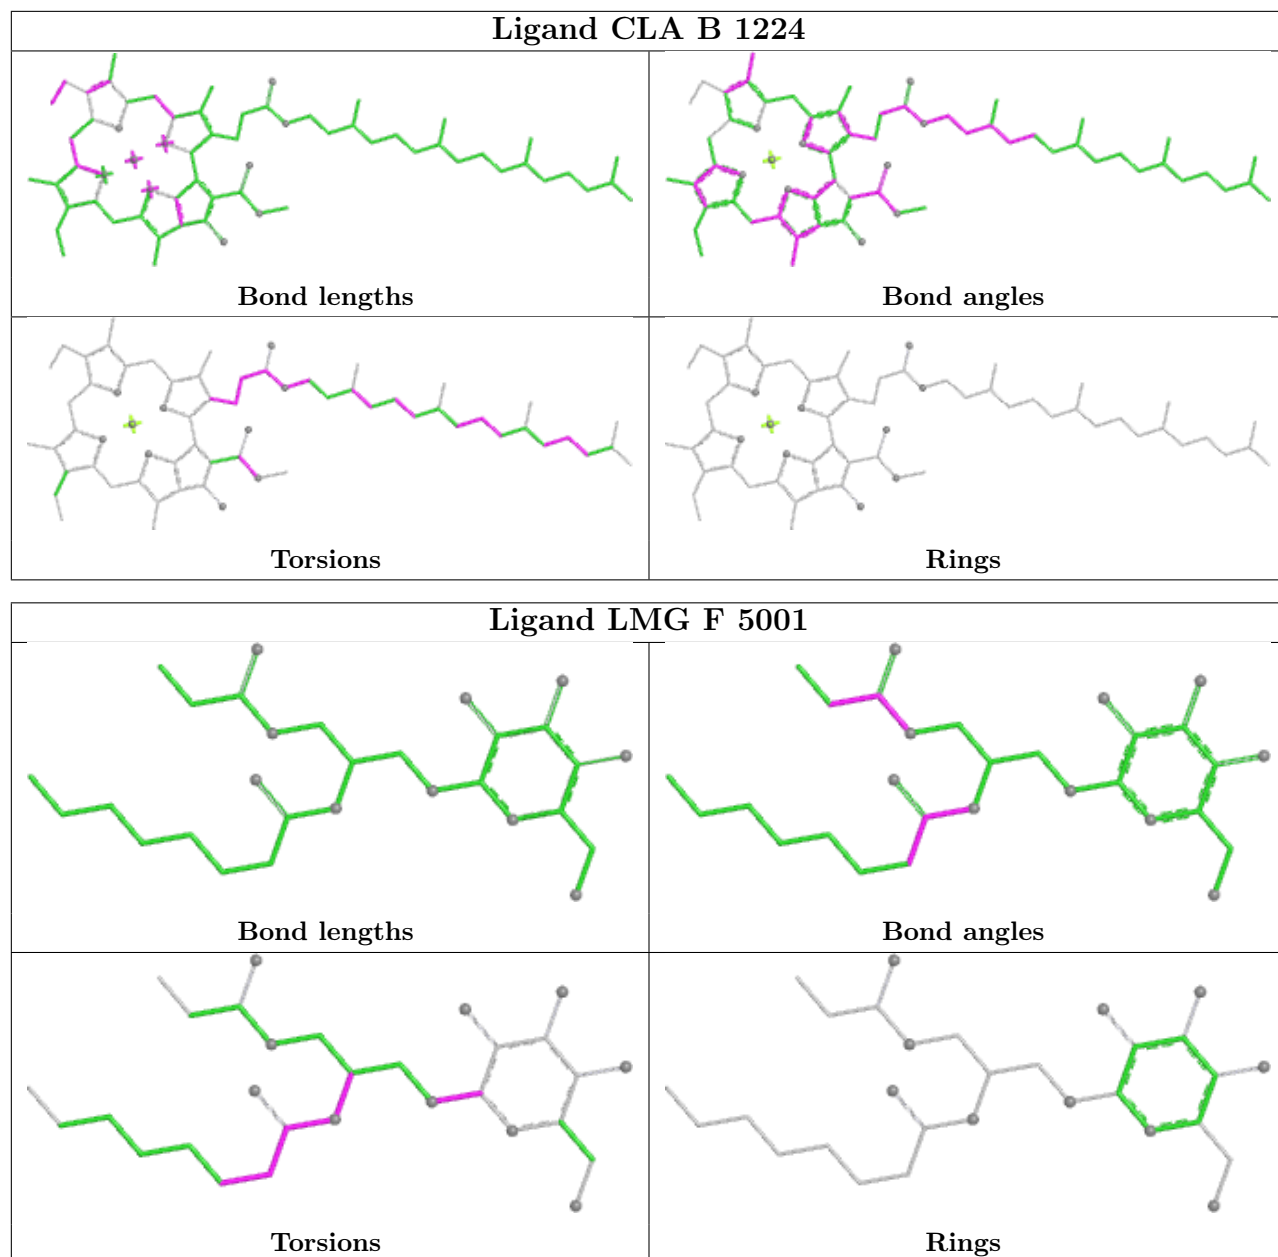 Ligand CLA B 1224
Bond lengths
Bond angles
Torsions
Rings
Ligand LMG F 5001
Bond lengths
Bond angles
Torsions
Rings